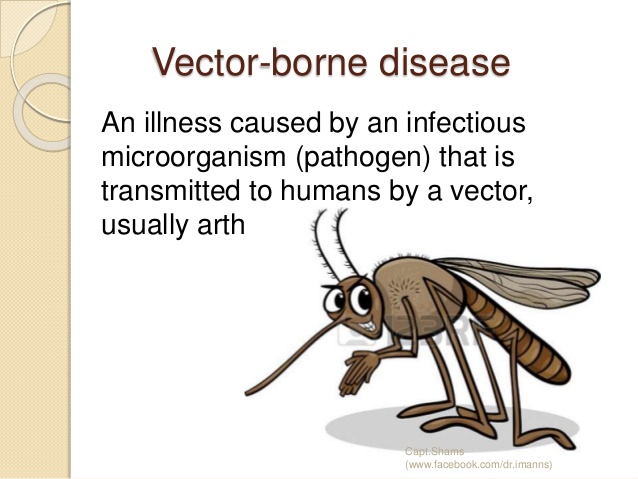 Vector-borne disease
An illness caused by an infectious
microorganism (pathogen) that is
transmitted to humans by a vector,
usually arth
Capt.Shams
(www.facebook.com/dr.imanns)